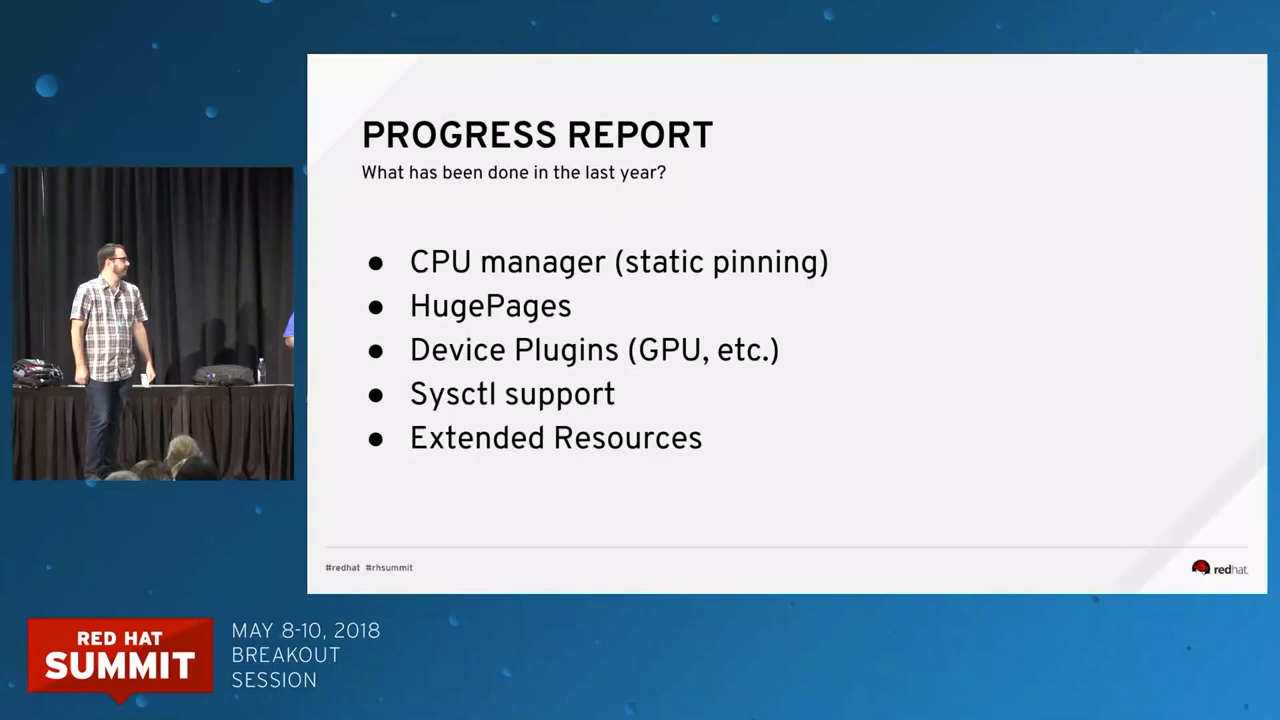 PROGRESS REPORT
What has been done in the last year?
● CPU manager (static pinning)
● HugePages
● Device Plugins (GPU, etc.)
● Sysctl support
● Extended Resources
#redhat #rhsummit
redhat.
RED HAT
SUMMIT
MAY 8-10, 2018
BREAKOUT
SESSION